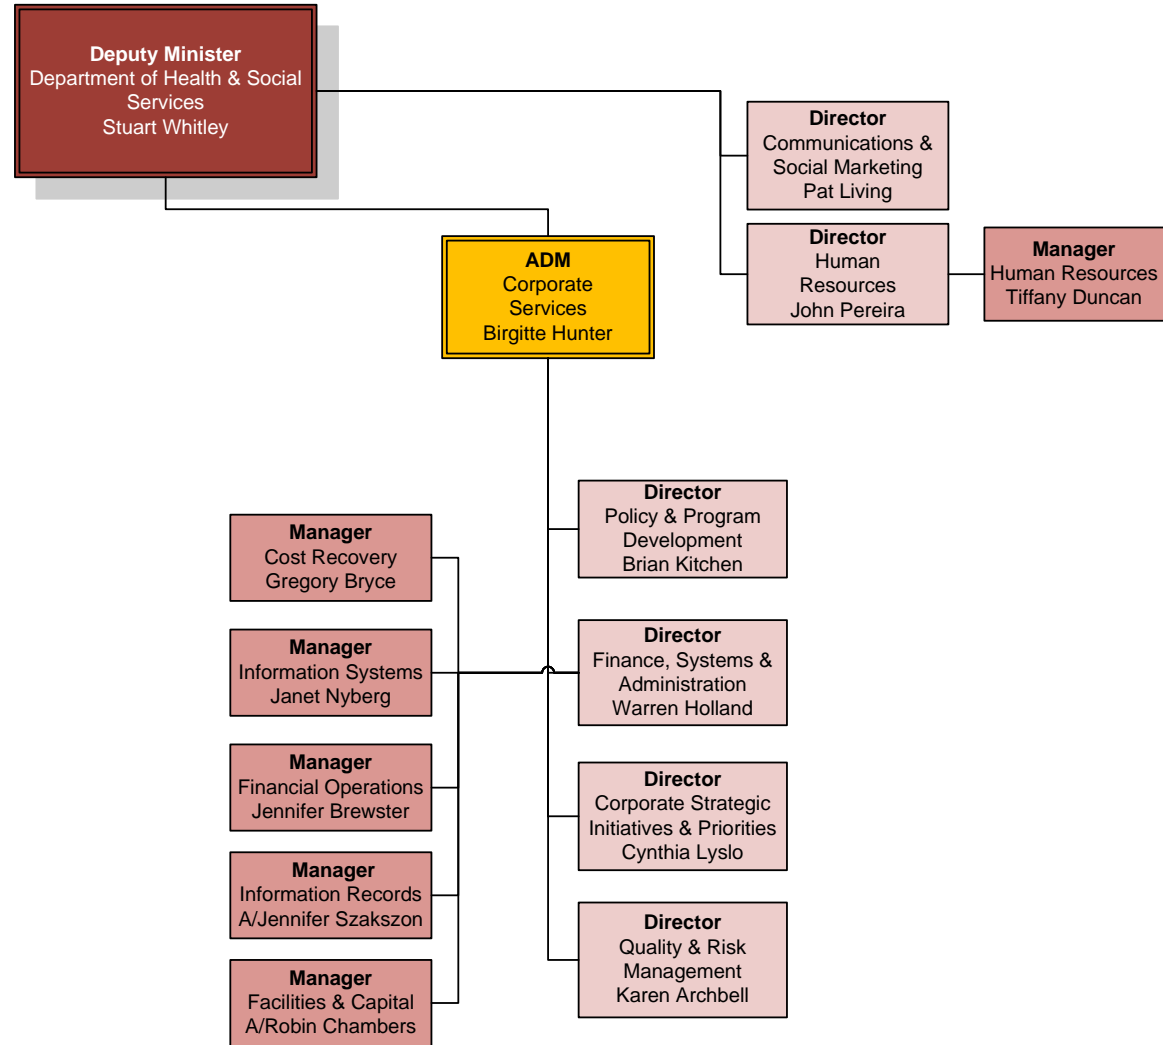 Deputy Minister
Department of Health & Social
Services
Stuart Whitley
Director
Communications &
Social Marketing
Pat Living
Director
Human
Resources
John Pereira
Manager
Human Resources
Tiffany Duncan
ADM
Corporate
Services
Birgitte Hunter
Director
Policy & Program
Development
Brian Kitchen
Director
Finance, Systems &
Administration
Warren Holland
Director
Corporate Strategic
Initiatives & Priorities
Cynthia Lyslo
Director
Quality & Risk
Management
Karen Archbell
Manager
Cost Recovery
Gregory Bryce
Manager
Information Systems
Janet Nyberg
Manager
Financial Operations
Jennifer Brewster
Manager
Information Records
A/Jennifer Szakszon
Manager
Facilities & Capital
A/Robin Chambers